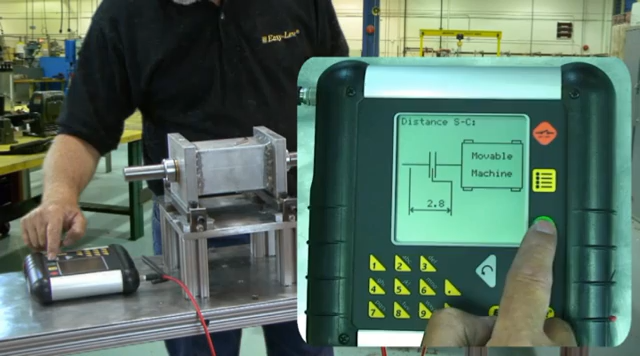 Easy-Laser
Distance S-C:
Movable
Machine
2.8
1 2 3
4 5 6
7 8 9